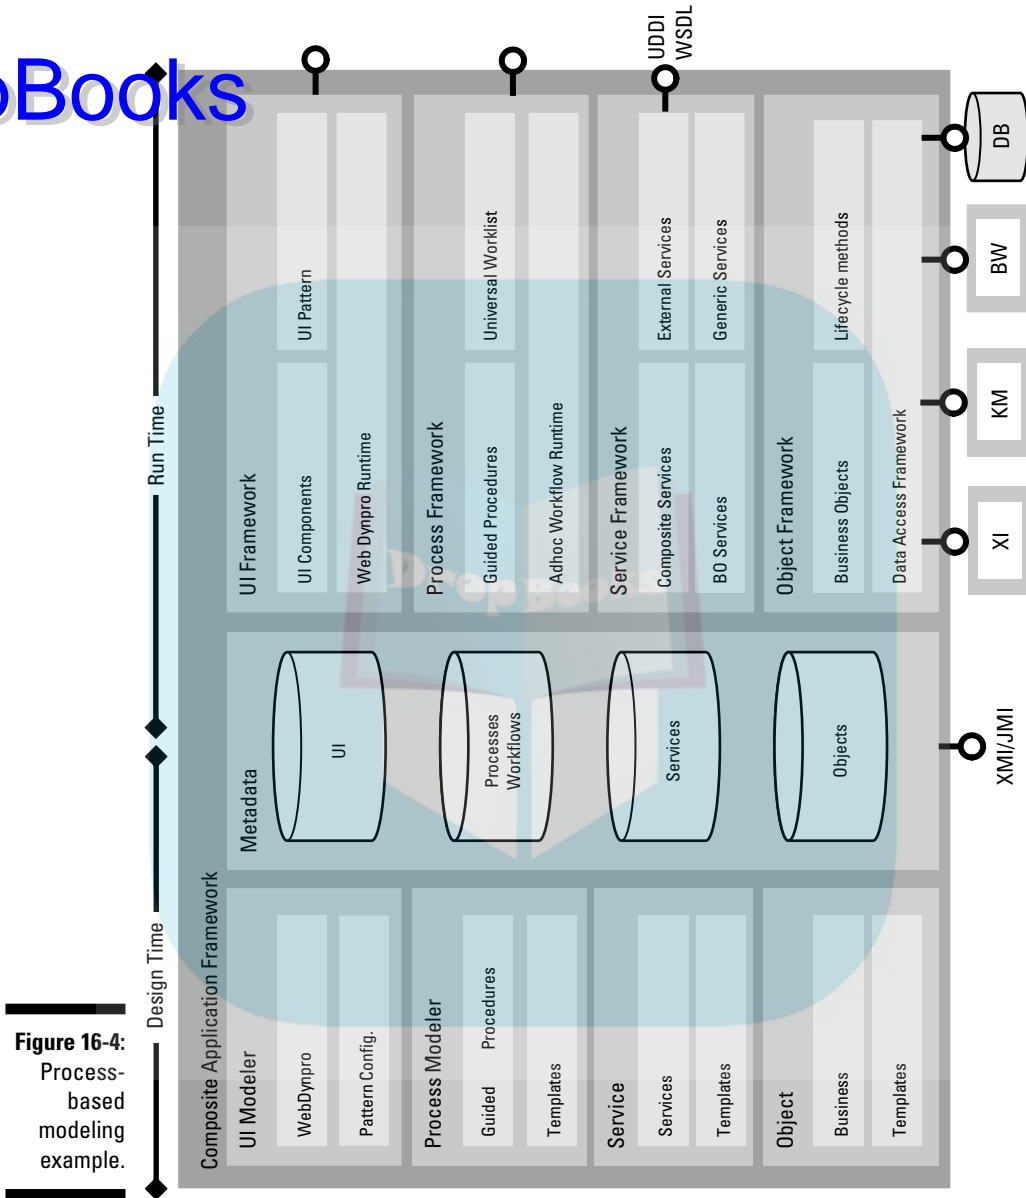 oBooks
Figure 16-4:
Process-
based
modeling
example.
Design Time
Run Time
Composite Application Framework
UI Modeler
WebDynpro
Pattern Config.
Process Modeler
Guided Procedures
Templates
Service
Services
Templates
Object
Business
Templates
Metadata
UI
Processes
Workflows
Services
Objects
XMI/JMI
UI Framework
UI Components
UI Pattern
Web Dynpro Runtime
Process Framework
Guided Procedures
Universal Worklist
Adhoc Workflow Runtime
Service Framework
Composite Services
External Services
BO Services
Generic Services
Object Framework
Business Objects
Lifecycle methods
Data Access Framework
UDDI
WSDL
XI
KM
BW
DB
Drop Books